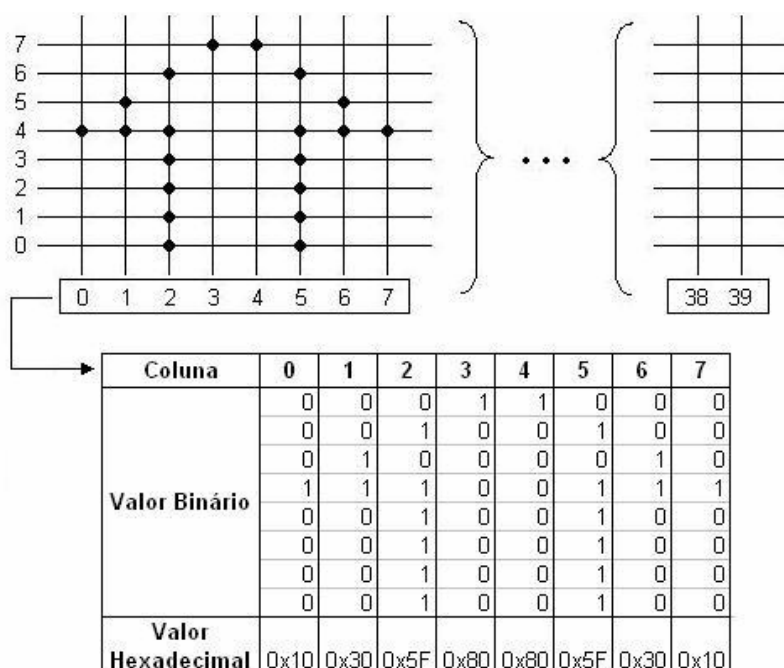 7
6
5
4
3
2
1
0
0 1 2 3 4 5 6 7
38 39
Coluna 0 1 2 3 4 5 6 7
0 0 0 1 1 0 0 0
0 0 1 0 0 1 0 0
0 1 0 0 0 0 1 0
1 1 1 0 0 1 1 1
Valor Binário
0 0 1 0 0 1 0 0
0 0 1 0 0 1 0 0
0 0 1 0 0 1 0 0
0 0 1 0 0 1 0 0
Valor
Hexadecimal 0x10 0x30 0x5F 0x80 0x80 0x5F 0x30 0x10